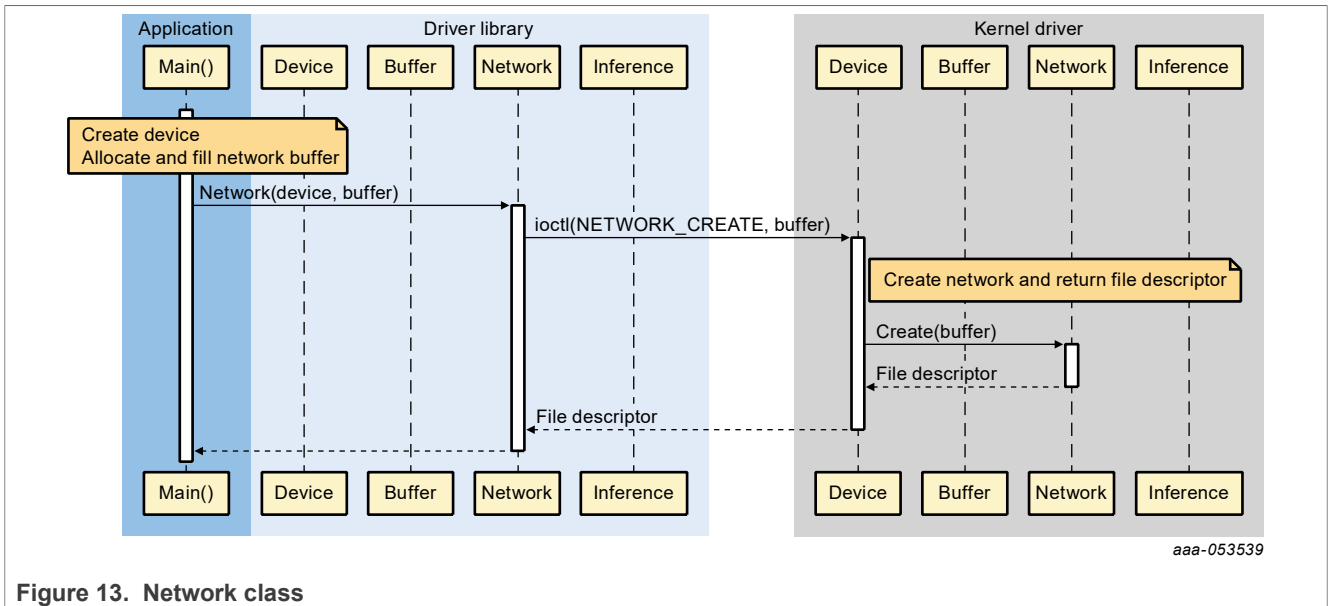 Application
Driver library
Kernel driver
Main()
Device
Buffer
Network
Inference
Device
Buffer
Network
Inference
Create device
Allocate and fill network buffer
Network(device, buffer)
ioctl(NETWORK_CREATE, buffer)
Create network and return file descriptor
Create(buffer)
File descriptor
File descriptor
Main()
Device
Buffer
Network
Inference
Device
Buffer
Network
Inference
aaa-053539
Figure 13. Network class